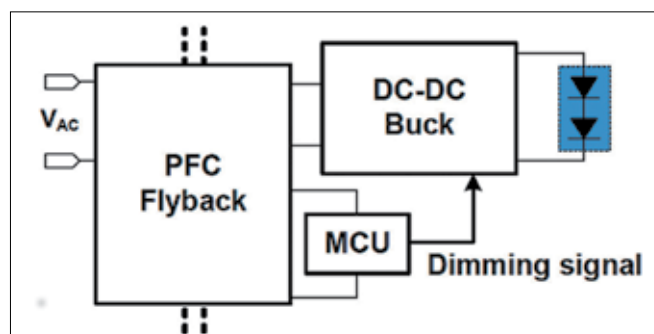 V_AC
PFC
Flyback
DC-DC
Buck
MCU
Dimming signal